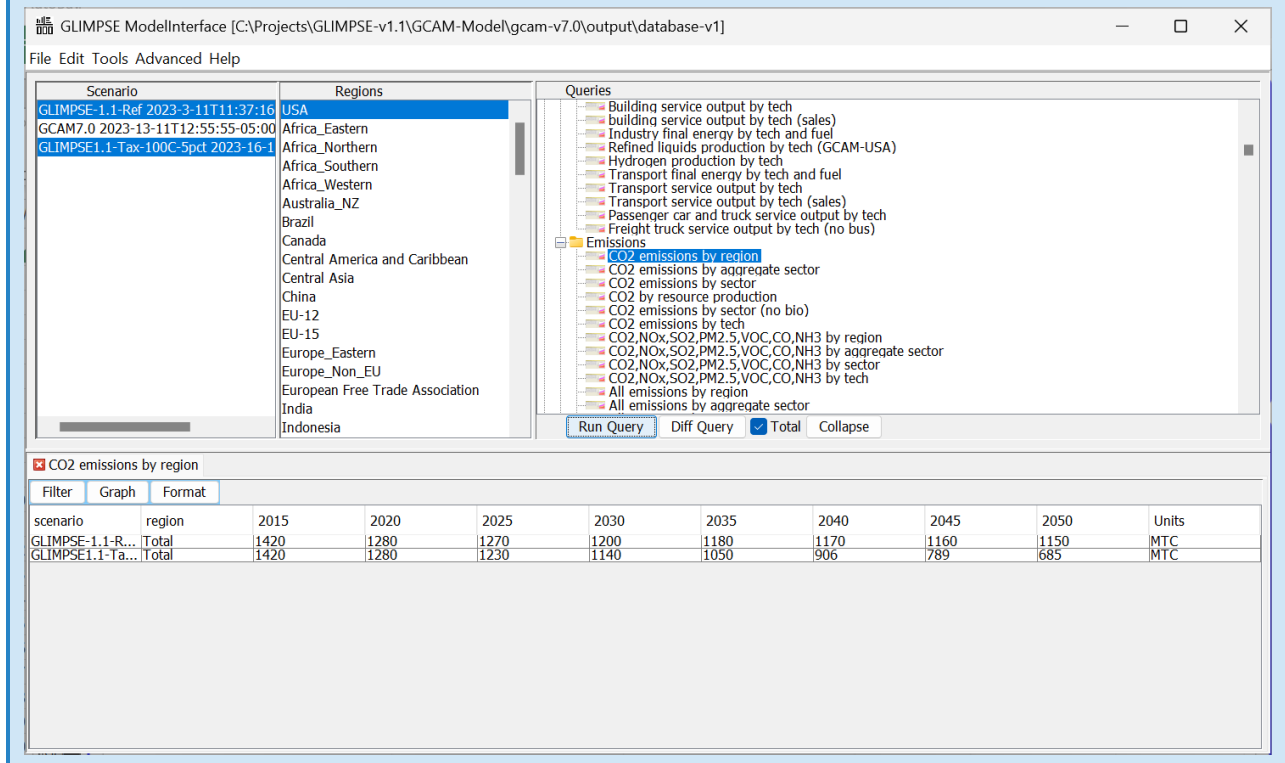 GLIMPSE ModelInterface [C:\Projects\GLIMPSE-v1.1\GCAM-Model\gcam-v7.0\output\database-v1]
File Edit Tools Advanced Help
Scenario
GLIMPSE-1.1-Ref 2023-3-11T11:37:16
GCAM7.0 2023-13-11T12:55:55-05:00
GLIMPSE1.1-Tax-100C-5pct 2023-16-1
Regions
USA
Africa_Eastern
Africa_Northern
Africa_Southern
Africa_Western
Australia_NZ
Brazil
Canada
Central America and Caribbean
Central Asia
China
EU-12
EU-15
Europe_Eastern
Europe_Non_EU
European Free Trade Association
India
Indonesia
Queries
Building service output by tech
building service output by tech (sales)
Industry final energy by tech and fuel
Refined liquids production by tech (GCAM-USA)
Hydrogen production by tech
Transport final energy by tech and fuel
Transport service output by tech
Transport service output by tech (sales)
Passenger car and truck service output by tech
Freight truck service output by tech (no bus)
Emissions
CO2 emissions by region
CO2 emissions by aggregate sector
CO2 emissions by sector
CO2 by resource production
CO2 emissions by sector (no bio)
CO2 emissions by tech
CO2,NOx,SO2,PM2.5,VOC,CO,NH3 by region
CO2,NOx,SO2,PM2.5,VOC,CO,NH3 by aggregate sector
CO2,NOx,SO2,PM2.5,VOC,CO,NH3 by sector
CO2,NOx,SO2,PM2.5,VOC,CO,NH3 by tech
All emissions by region
All emissions by aggregate sector
Run Query Diff Query Total Collapse
CO2 emissions by region
Filter Graph Format
scenario region 2015 2020 2025 2030 2035 2040 2045 2050 Units
GLIMPSE-1.1-R... Total 1420 1280 1270 1200 1180 1170 1160 1150 MTC
GLIMPSE1.1-Ta... Total 1420 1280 1230 1140 1050 906 789 685 MTC